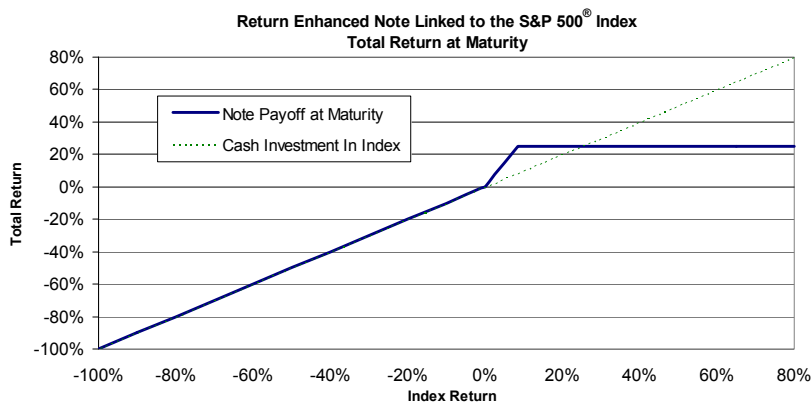 Return Enhanced Note Linked to the S&P 500® Index
Total Return at Maturity
80%
60%
40%
20%
0%
-20%
-40%
-60%
-80%
-100%
Total Return
Note Payoff at Maturity
Cash Investment In Index
-100% -80% -60% -40% -20% 0% 20% 40% 60% 80%
Index Return